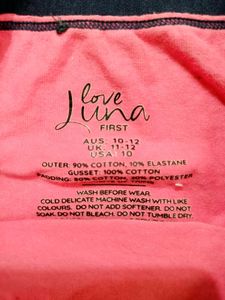 love
Luna
FIRST
AUS: 10-12
UK: 11-12
USA: 10
OUTER: 90% COTTON, 10% ELASTANE
GUSSET: 100% COTTON
PADDING: 80% COTTON, 20% POLYESTER
WASH BEFORE WEAR.
COLD DELICATE MACHINE WASH WITH LIKE
COLOURS. DO NOT ADD SOFTENER. DO NOT
SOAK. DO NOT BLEACH. DO NOT TUMBLE DRY.